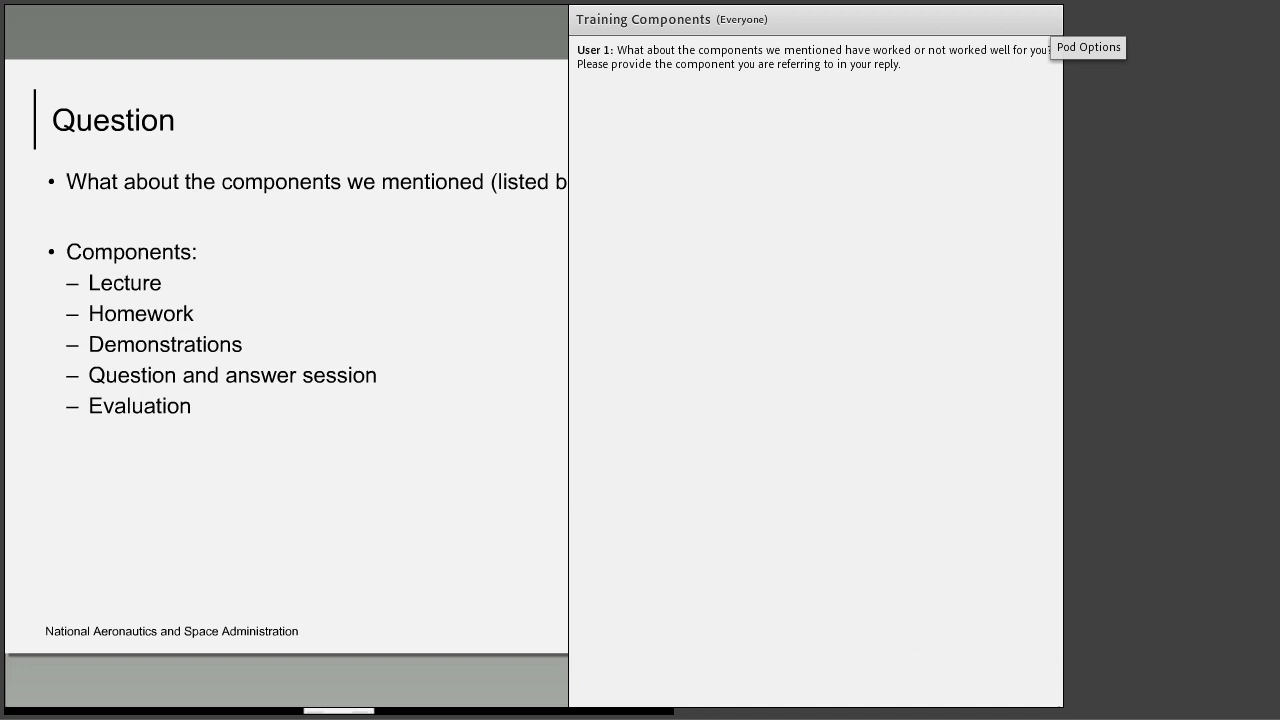 Training Components (Everyone)
User 1: What about the components we mentioned have worked or not worked well for you?
Please provide the component you are referring to in your reply.
Pod Options
Question
• What about the components we mentioned (listed b
• Components:
– Lecture
– Homework
– Demonstrations
– Question and answer session
– Evaluation
National Aeronautics and Space Administration